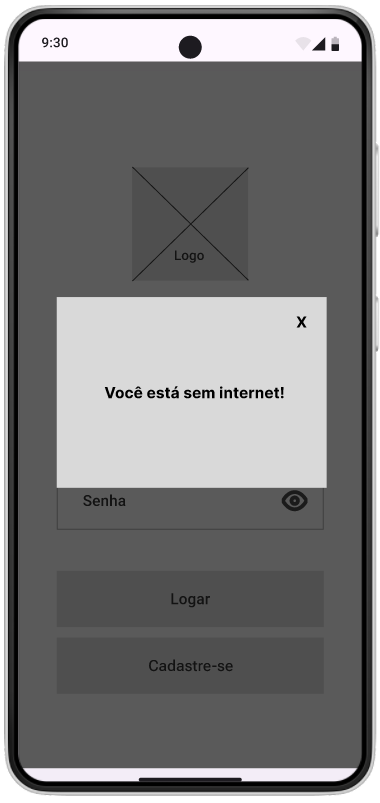 9:30
Logo
X
Você está sem internet!
Senha
Logar
Cadastre-se